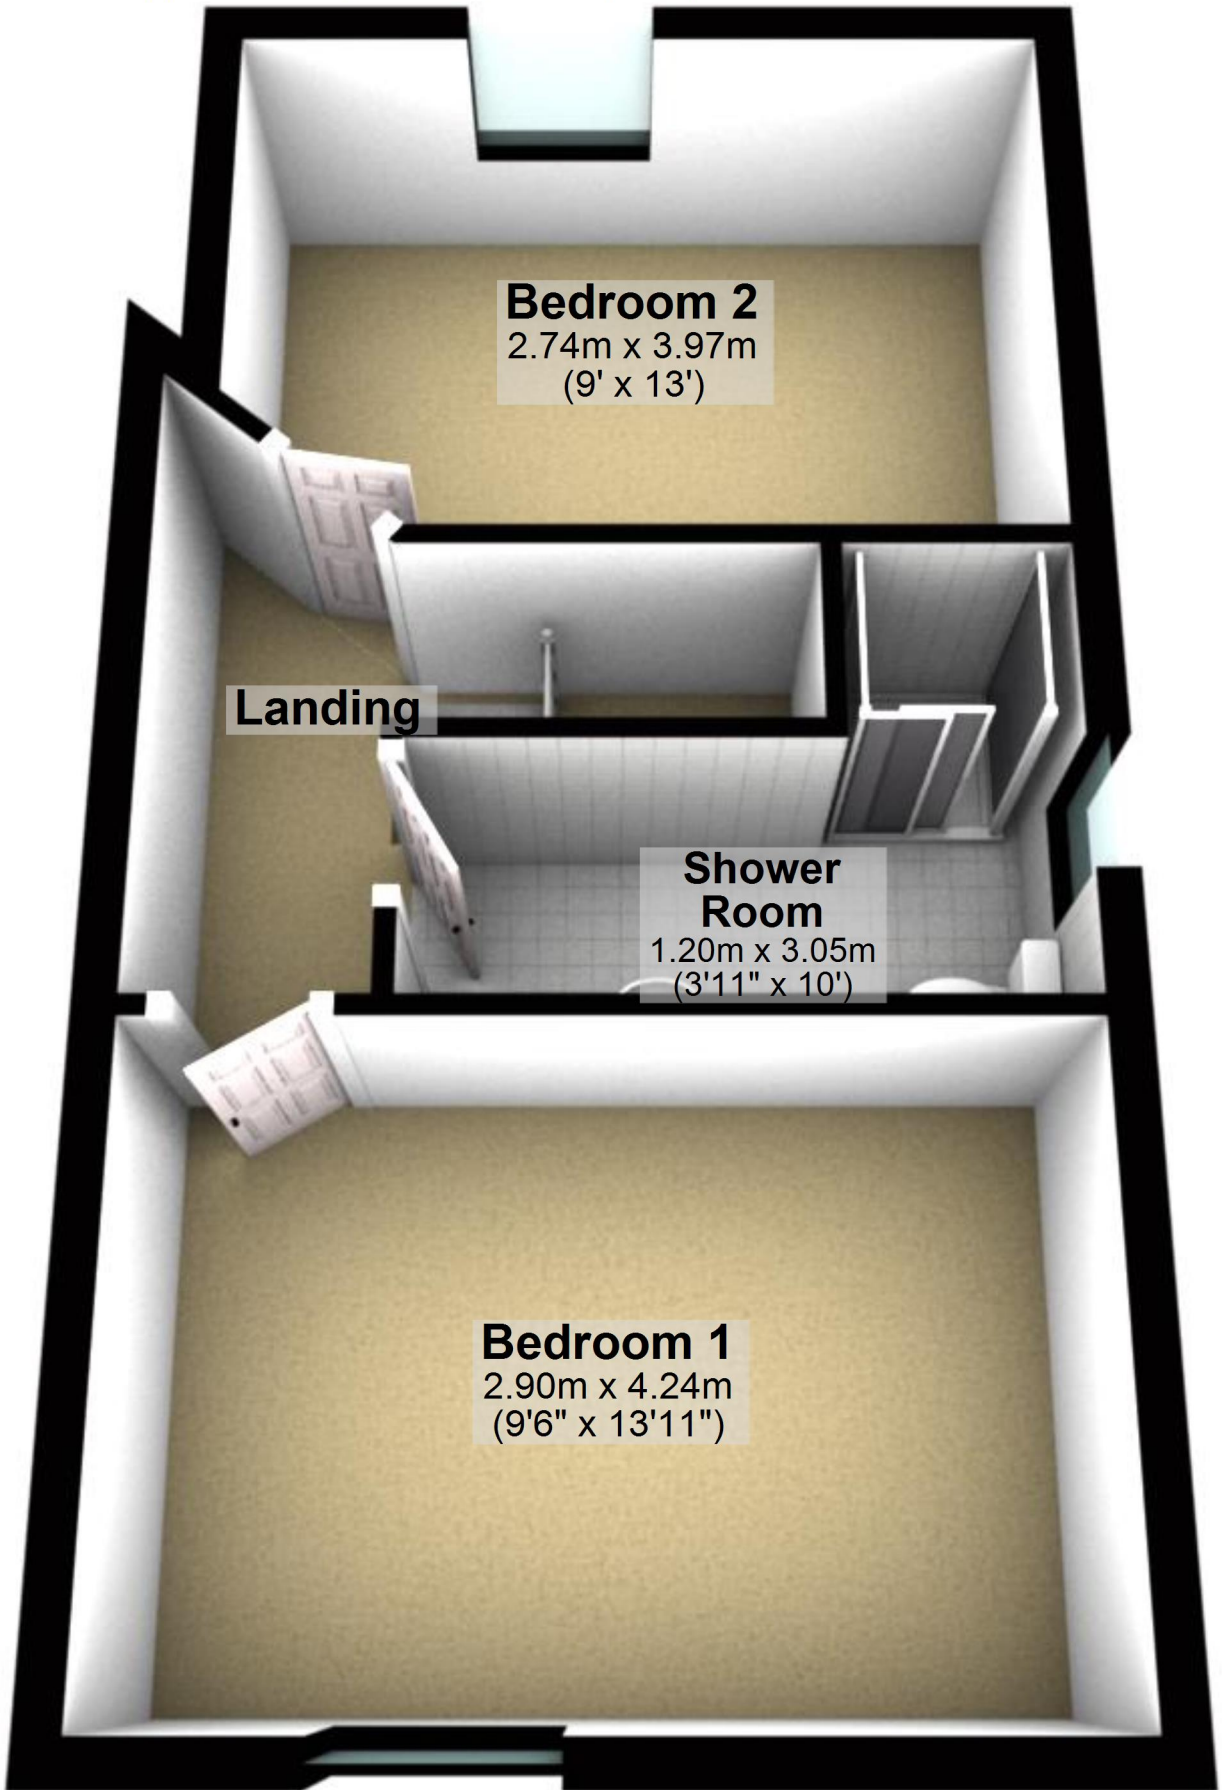 Bedroom 2
2.74m x 3.97m
(9' x 13')
Landing
Shower
Room
1.20m x 3.05m
(3'11" x 10')
Bedroom 1
2.90m x 4.24m
(9'6" x 13'11")